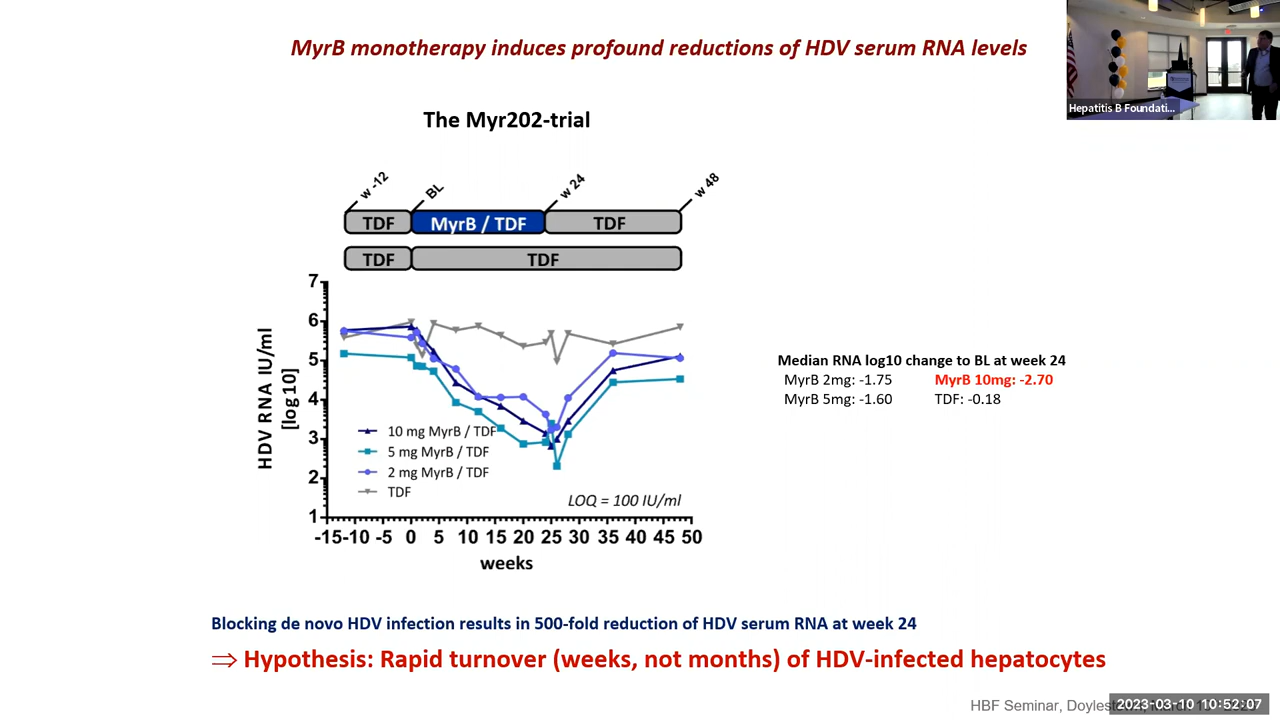 MyrB monotherapy induces profound reductions of HDV serum RNA levels
Hepatitis B Foundati...
The Myr202-trial
w -12
BL
w 24
w 48
TDF
MyrB / TDF
TDF
TDF
TDF
7
6
5
4
3
2
1
HDV RNA IU/ml
[log 10]
10 mg MyrB / TDF
5 mg MyrB / TDF
2 mg MyrB / TDF
TDF
LOQ = 100 IU/ml
-15 -10 -5 0 5 10 15 20 25 30 35 40 45 50
weeks
Median RNA log10 change to BL at week 24
MyrB 2mg: -1.75 MyrB 10mg: -2.70
MyrB 5mg: -1.60 TDF: -0.18
Blocking de novo HDV infection results in 500-fold reduction of HDV serum RNA at week 24
⇒ Hypothesis: Rapid turnover (weeks, not months) of HDV-infected hepatocytes
HBF Seminar,
2023-03-10 10:52:07